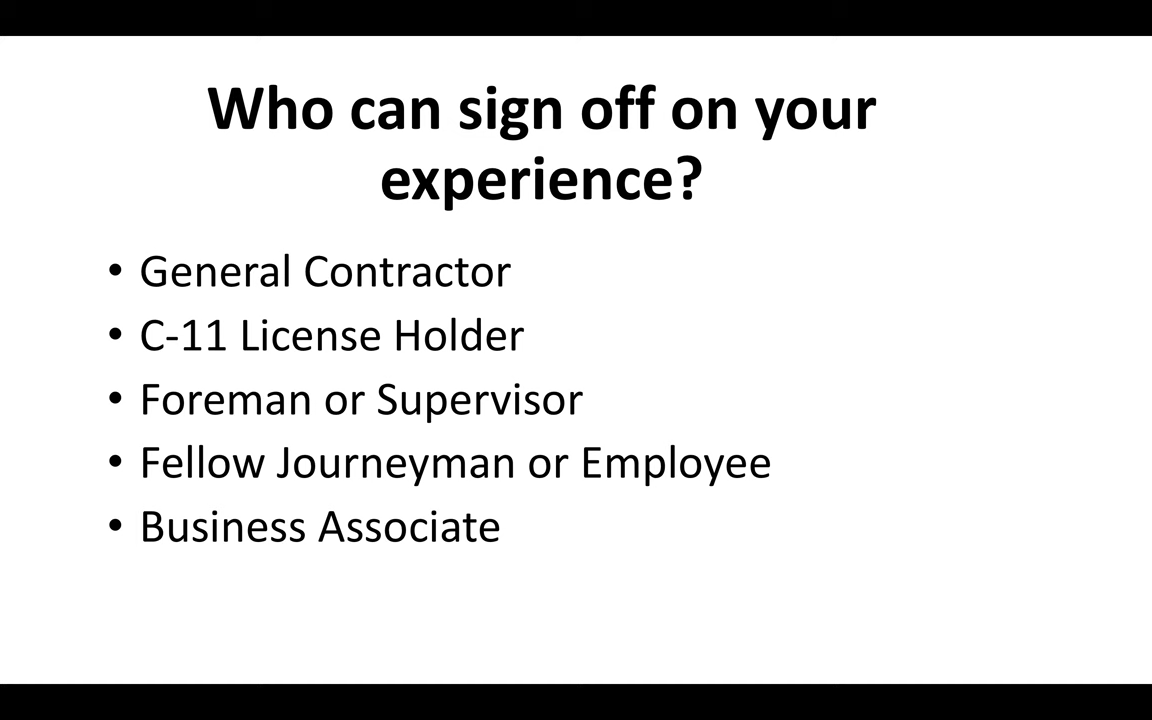 Who can sign off on your
experience?
• General Contractor
• C-11 License Holder
• Foreman or Supervisor
• Fellow Journeyman or Employee
• Business Associate